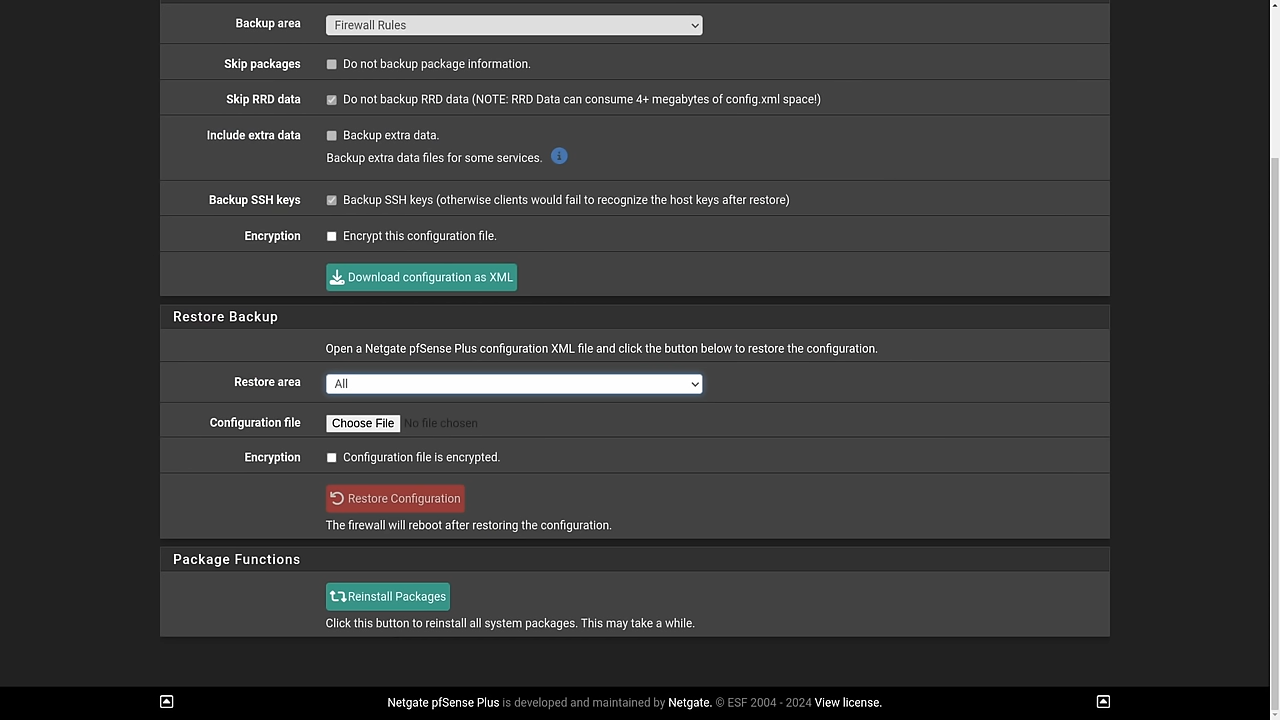 Backup area Firewall Rules
Skip packages Do not backup package information.
Skip RRD data Do not backup RRD data (NOTE: RRD Data can consume 4+ megabytes of config.xml space!)
Include extra data Backup extra data.
Backup extra data files for some services.
Backup SSH keys Backup SSH keys (otherwise clients would fail to recognize the host keys after restore)
Encryption Encrypt this configuration file.
Download configuration as XML
Restore Backup
Open a Netgate pfSense Plus configuration XML file and click the button below to restore the configuration.
Restore area All
Configuration file Choose File No file chosen
Encryption Configuration file is encrypted.
Restore Configuration
The firewall will reboot after restoring the configuration.
Package Functions
Reinstall Packages
Click this button to reinstall all system packages. This may take a while.
Netgate pfSense Plus is developed and maintained by Netgate. © ESF 2004 - 2024 View license.